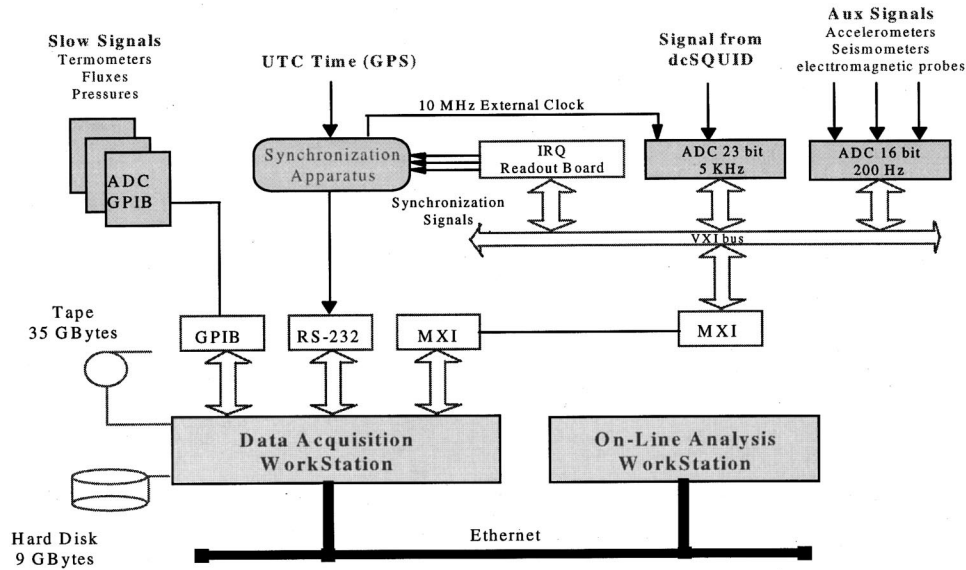 Slow Signals
Termometers
Fluxes
Pressures
UTC Time (GPS)
Signal from
dcSQUID
Aux Signals
Accelerometers
Seismometers
electtromagnetic probes
10 MHz External Clock
ADC
GPIB
Synchronization
Apparatus
IRQ
Readout Board
ADC 23 bit
5 KHz
ADC 16 bit
200 Hz
Synchronization
Signals
VXIbus
Tape
35 GBytes
GPIB
RS-232
MXI
MXI
Data Acquisition
WorkStation
On-Line Analysis
WorkStation
Hard Disk
9 GBytes
Ethernet